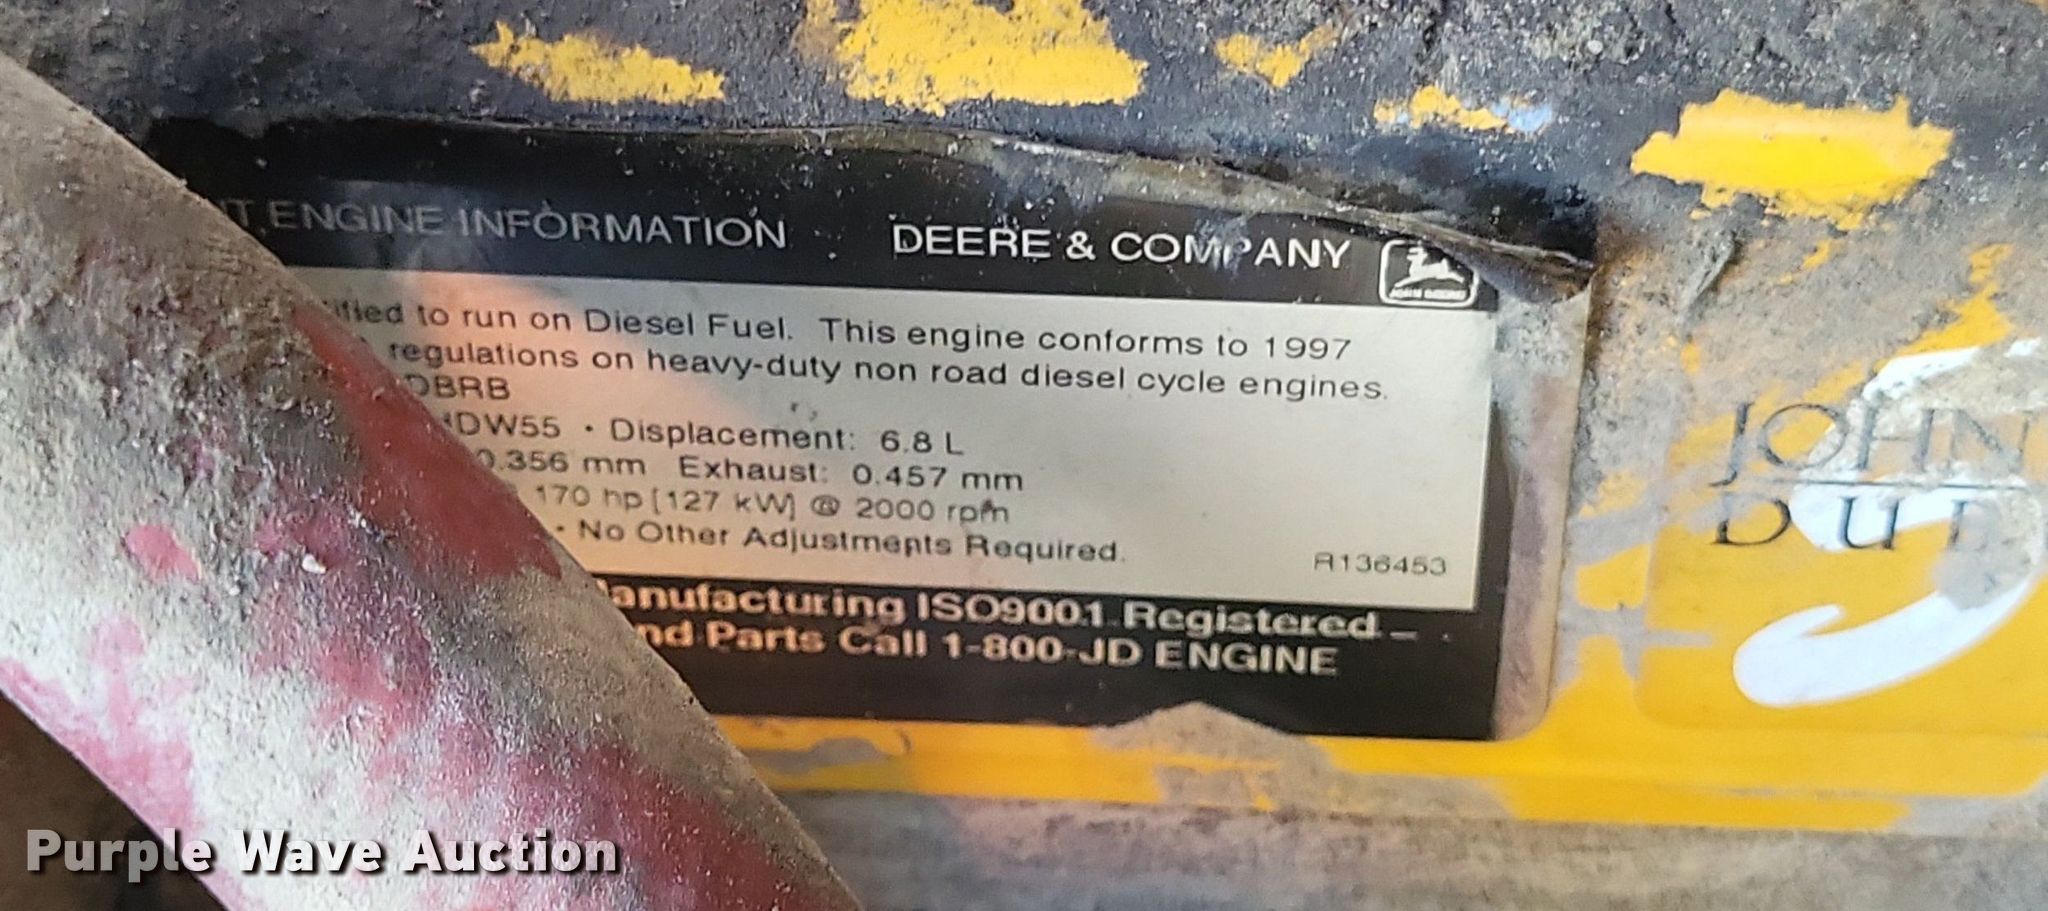 ENGINE INFORMATION DEERE & COMPANY
JOHN DEERE
to run on Diesel Fuel. This engine conforms to 1997
regulations on heavy-duty non road diesel cycle engines.
DBRB
DW55 • Displacement: 6.8 L
0.356 mm Exhaust: 0.457 mm
170 hp [127 kW] @ 2000 rpm
• No Other Adjustments Required.
R136453
anufacturing ISO9001 Registered –
nd Parts Call 1-800-JD ENGINE
JOHN
Purple Wave Auction